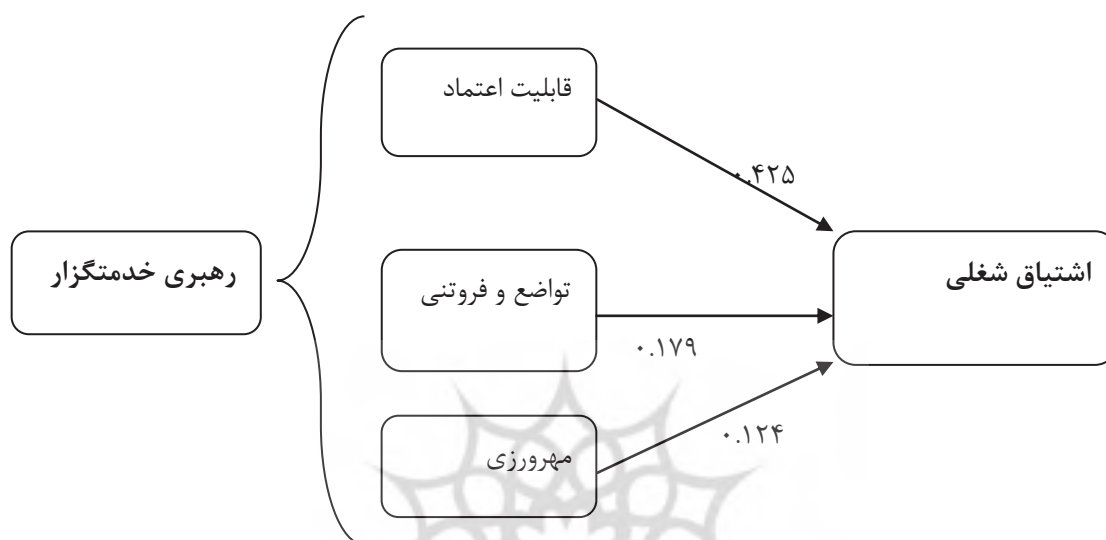 قابلیت اعتماد
۰.۴۲۵
رهبری خدمتگزار
تواضع و فروتنی
اشتیاق شغلی
۰.۱۷۹
۰.۱۲۴
مهرورزی